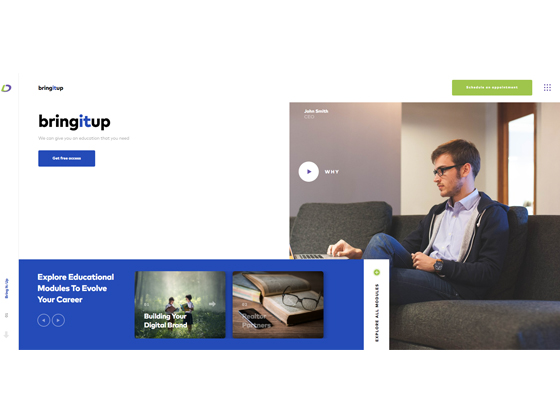 bringitup
Schedule an appointment
bringitup
We can give you an education that you need
Get free access
John Smith
CEO
WHY
Explore Educational
Modules To Evolve
Your Career
01
Building Your
Digital Brand
Realtor
Partners
EXPLORE ALL MODULES
Bring It Up